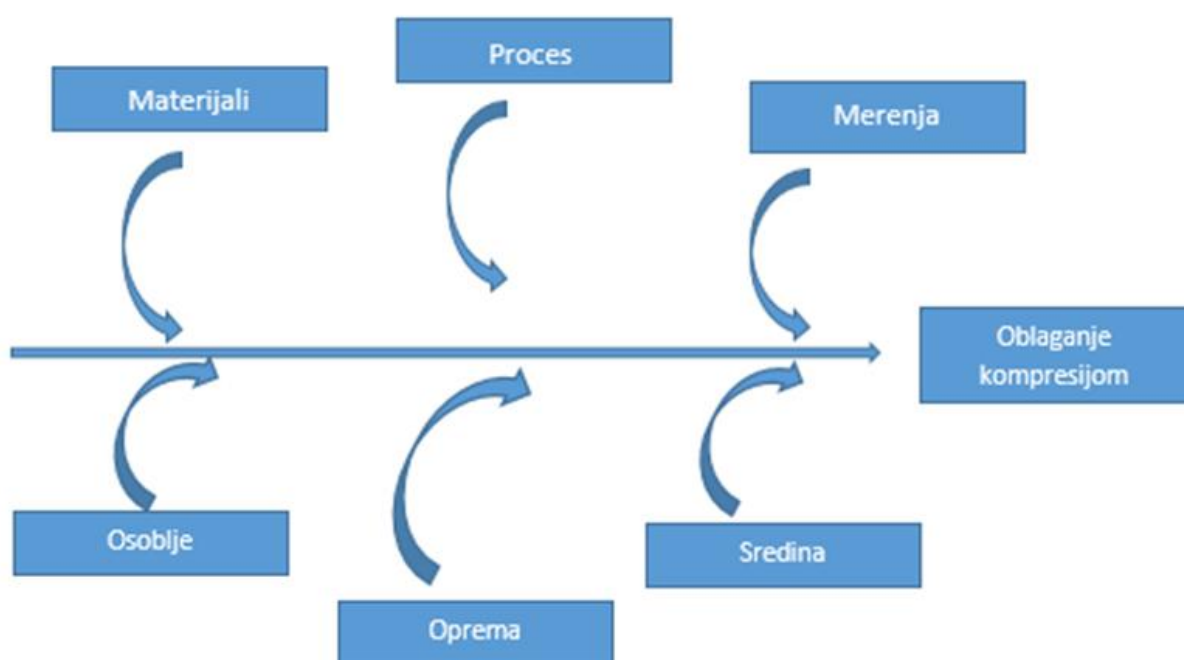 Materijali
Proces
Merenja
Oblaganje
kompresijom
Osoblje
Oprema
Sredina